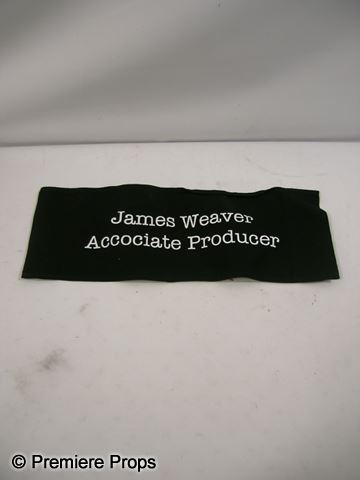 James Weaver
Accociate Producer
© Premiere Props